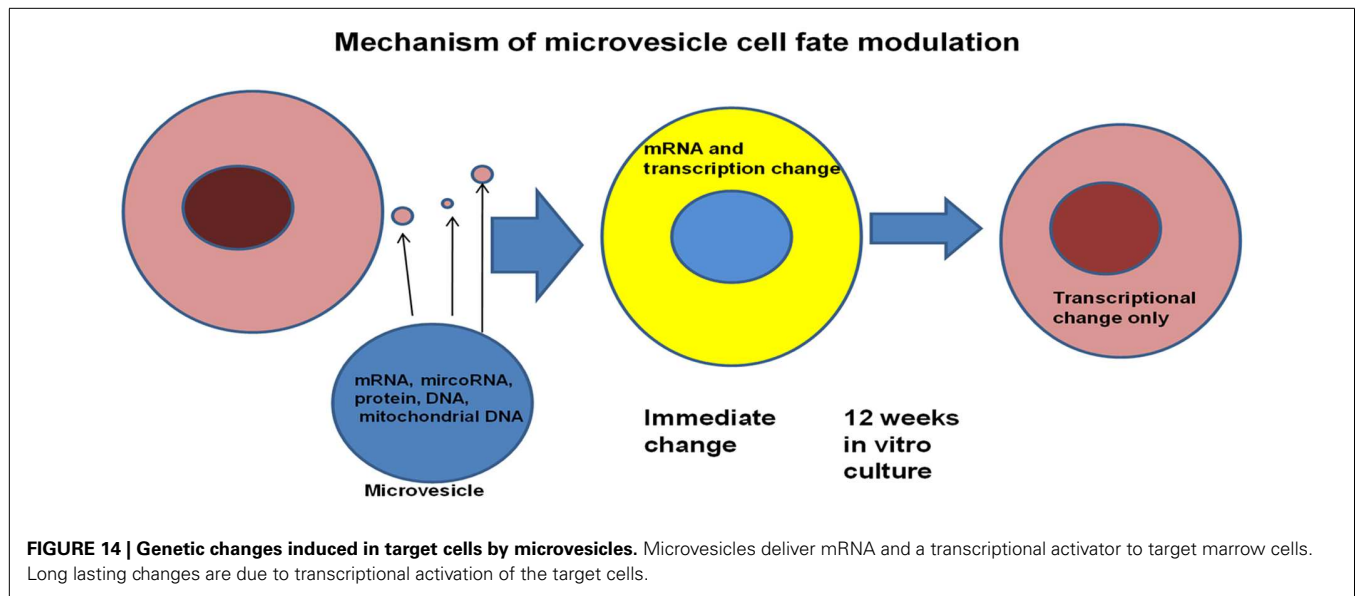 Mechanism of microvesicle cell fate modulation
mRNA and
transcription change
Transcriptional
change only
mRNA, mircoRNA,
protein, DNA,
mitochondrial DNA
Microvesicle
Immediate
change
12 weeks
in vitro
culture
FIGURE 14 | Genetic changes induced in target cells by microvesicles. Microvesicles deliver mRNA and a transcriptional activator to target marrow cells.
Long lasting changes are due to transcriptional activation of the target cells.